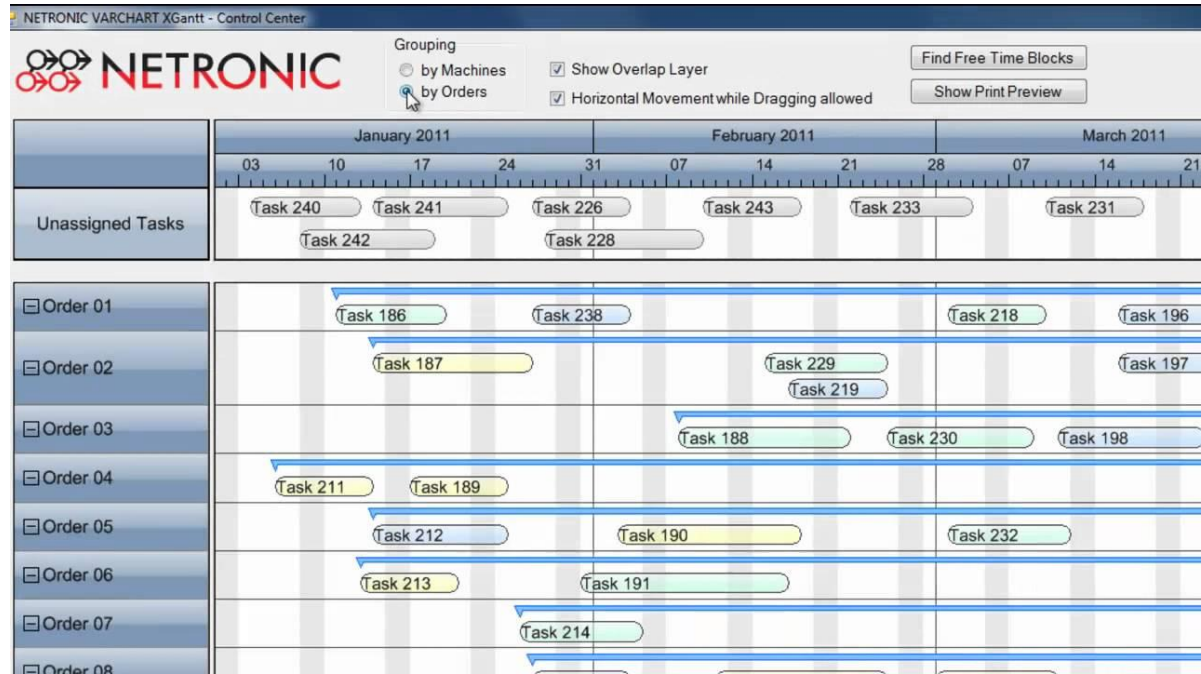 NETRONIC VARCHART XGantt - Control Center
NETRONIC
Grouping
by Machines
by Orders
Show Overlap Layer
Horizontal Movement while Dragging allowed
Find Free Time Blocks
Show Print Preview
January 2011 February 2011 March 2011
03 10 17 24 31 07 14 21 28 07 14 21
Unassigned Tasks
Task 240 Task 241 Task 226 Task 243 Task 233 Task 231
Task 242 Task 228
Order 01
Task 186 Task 238 Task 218 Task 196
Order 02
Task 187 Task 229 Task 197
Task 219
Order 03
Task 188 Task 230 Task 198
Order 04
Task 211 Task 189
Order 05
Task 212 Task 190 Task 232
Order 06
Task 213 Task 191
Order 07
Task 214
Order 08